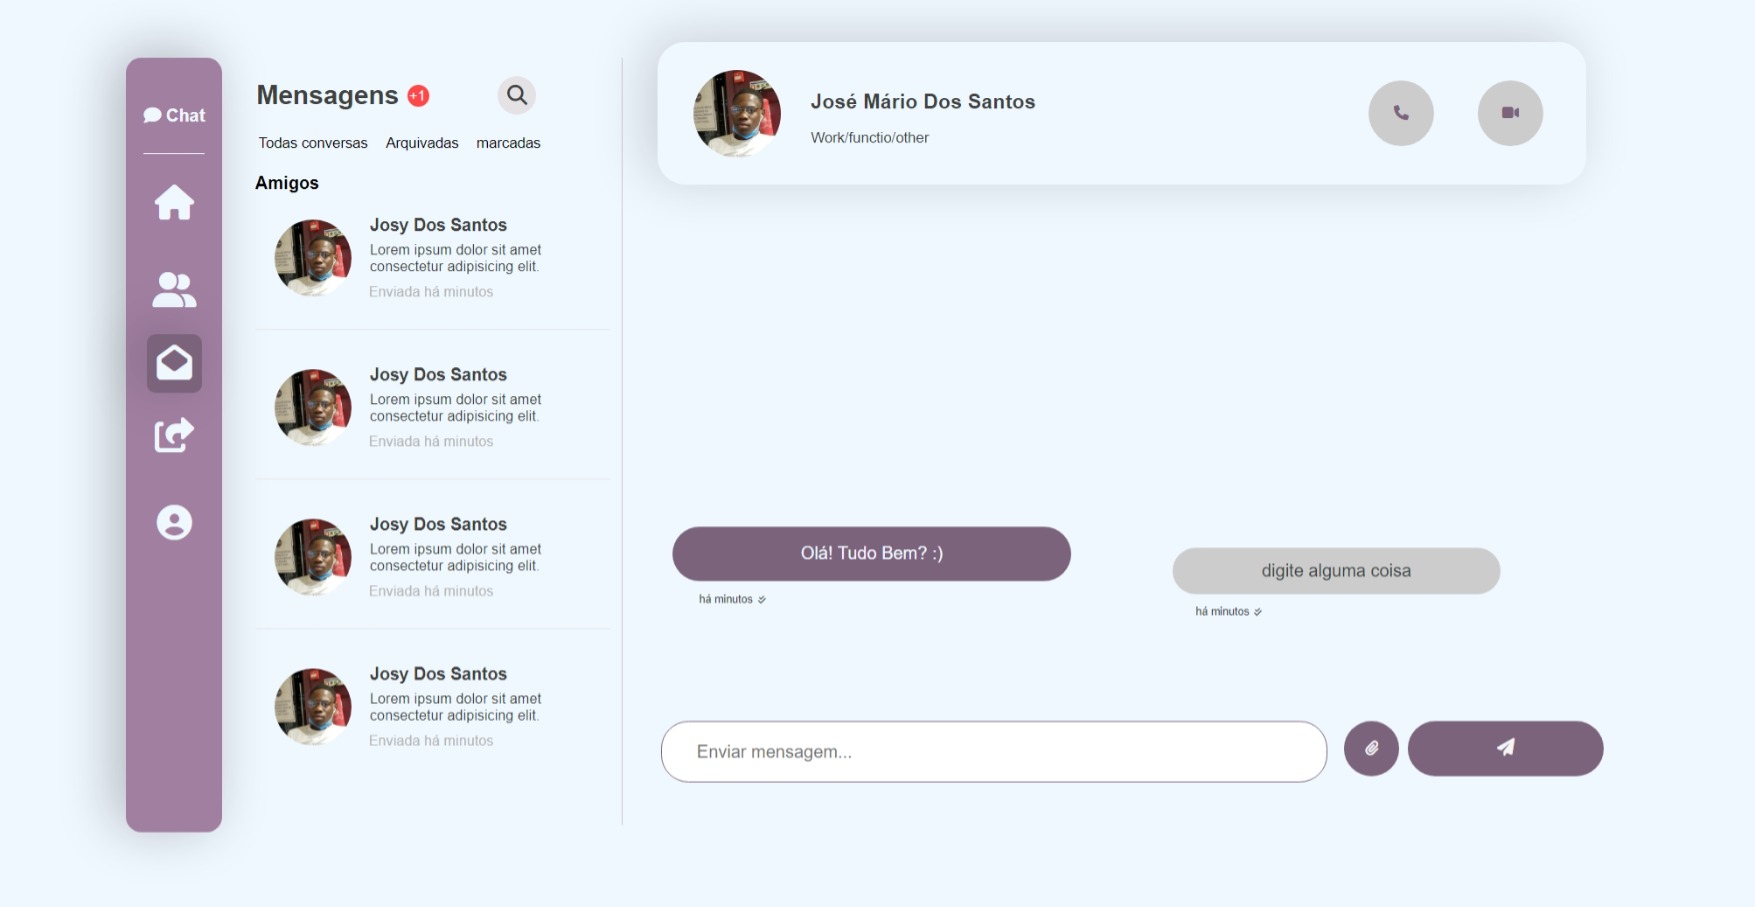 Chat
Mensagens +1
Todas conversas Arquivadas marcadas
Amigos
Josy Dos Santos
Lorem ipsum dolor sit amet
consectetur adipisicing elit.
Enviada há minutos
Josy Dos Santos
Lorem ipsum dolor sit amet
consectetur adipisicing elit.
Enviada há minutos
Josy Dos Santos
Lorem ipsum dolor sit amet
consectetur adipisicing elit.
Enviada há minutos
Josy Dos Santos
Lorem ipsum dolor sit amet
consectetur adipisicing elit.
Enviada há minutos
José Mário Dos Santos
Work/functio/other
Olá! Tudo Bem? :)
há minutos
digite alguma coisa
há minutos
Enviar mensagem...